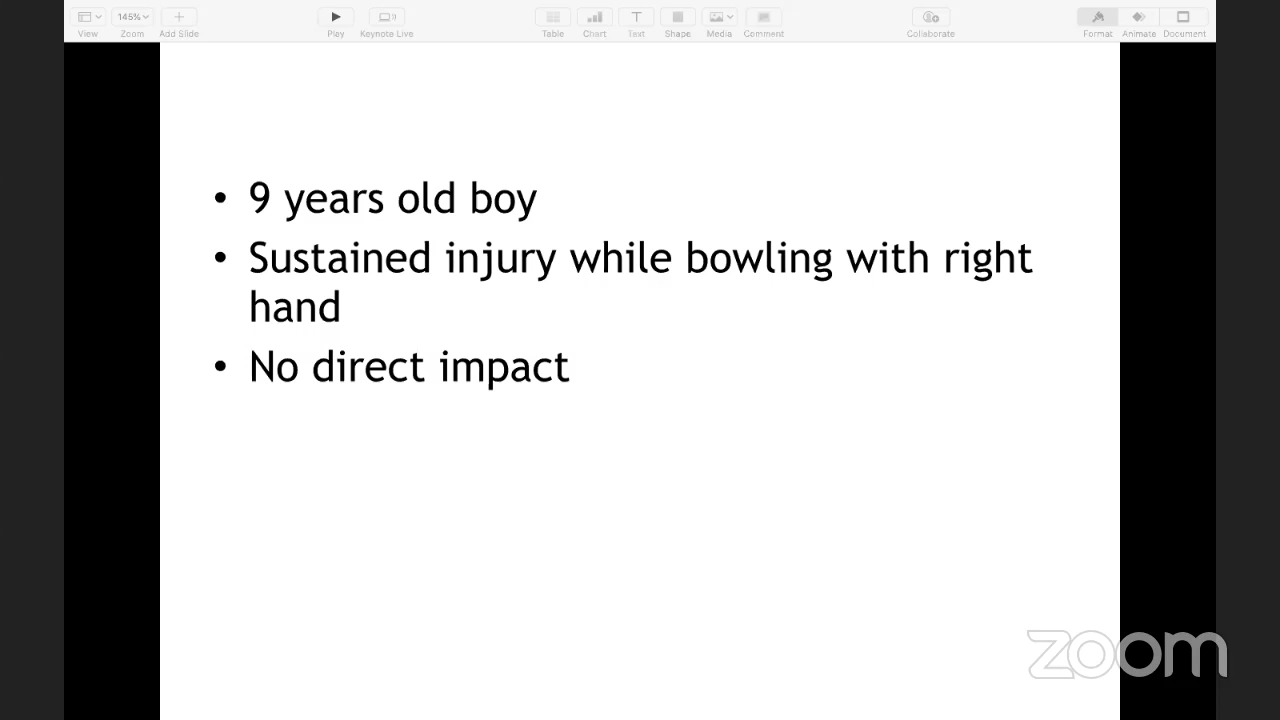 View
145%
Zoom
Add Slide
Play
Keynote Live
Table
Chart
Text
Shape
Media
Comment
Collaborate
Format
Animate
Document
• 9 years old boy
• Sustained injury while bowling with right
hand
• No direct impact
zoom